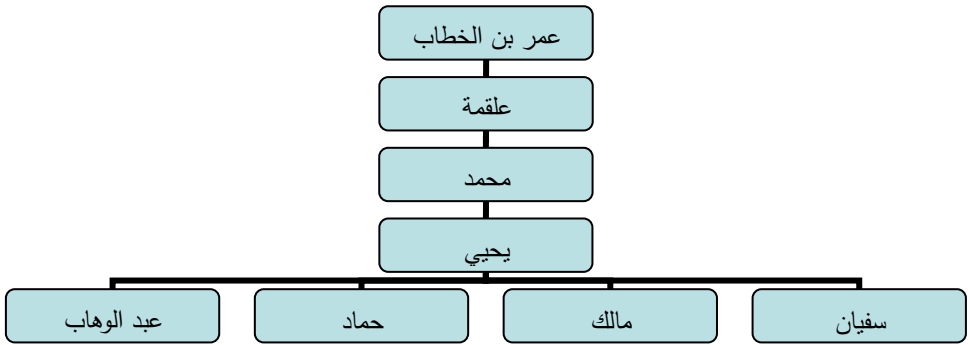 عمر بن الخطاب
علقمة
محمد
يحيي
سفيان
مالك
حماد
عبد الوهاب